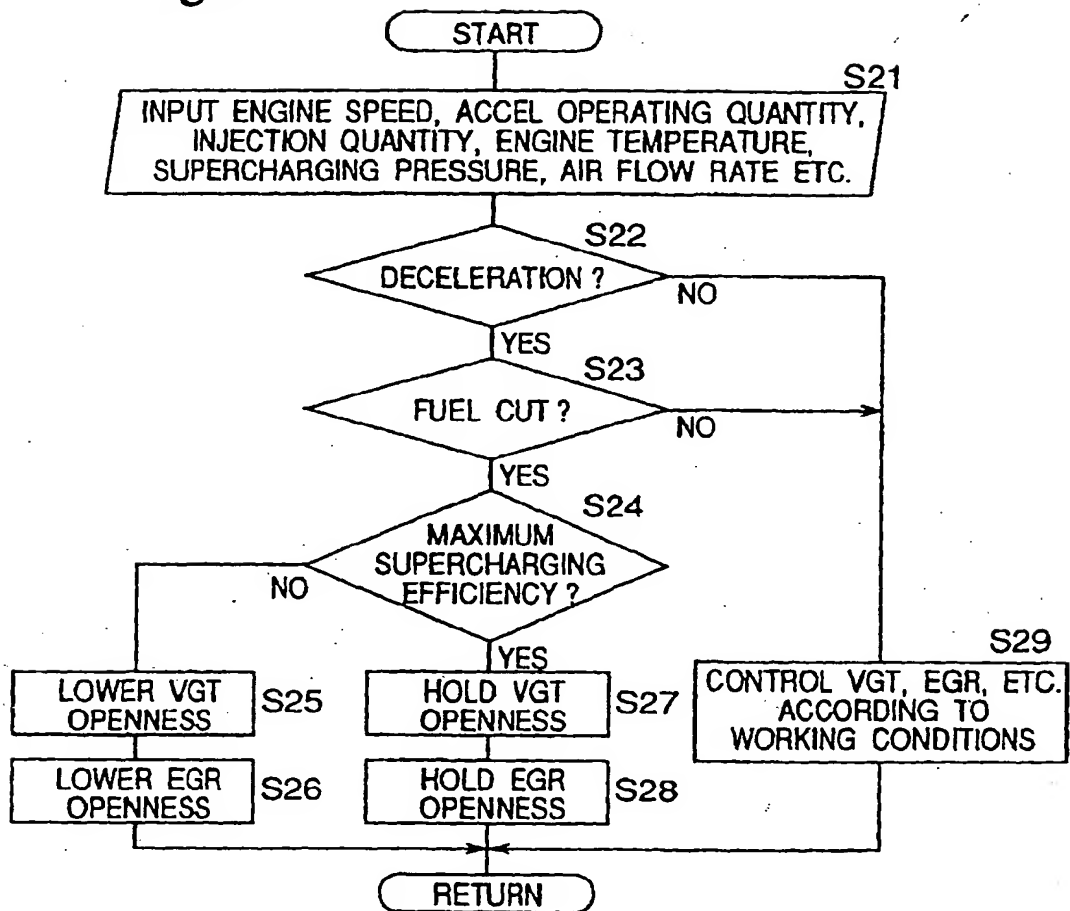 START
S21
INPUT ENGINE SPEED, ACCEL OPERATING QUANTITY,
INJECTION QUANTITY, ENGINE TEMPERATURE,
SUPERCHARGING PRESSURE, AIR FLOW RATE ETC.
S22
DECELERATION ?
NO
YES
S23
FUEL CUT ?
NO
YES
S24
MAXIMUM
SUPERCHARGING
EFFICIENCY ?
NO
YES
S29
LOWER VGT
OPENNESS
S25
HOLD VGT
OPENNESS
S27
CONTROL VGT, EGR, ETC.
ACCORDING TO
WORKING CONDITIONS
LOWER EGR
OPENNESS
S26
HOLD EGR
OPENNESS
S28
RETURN